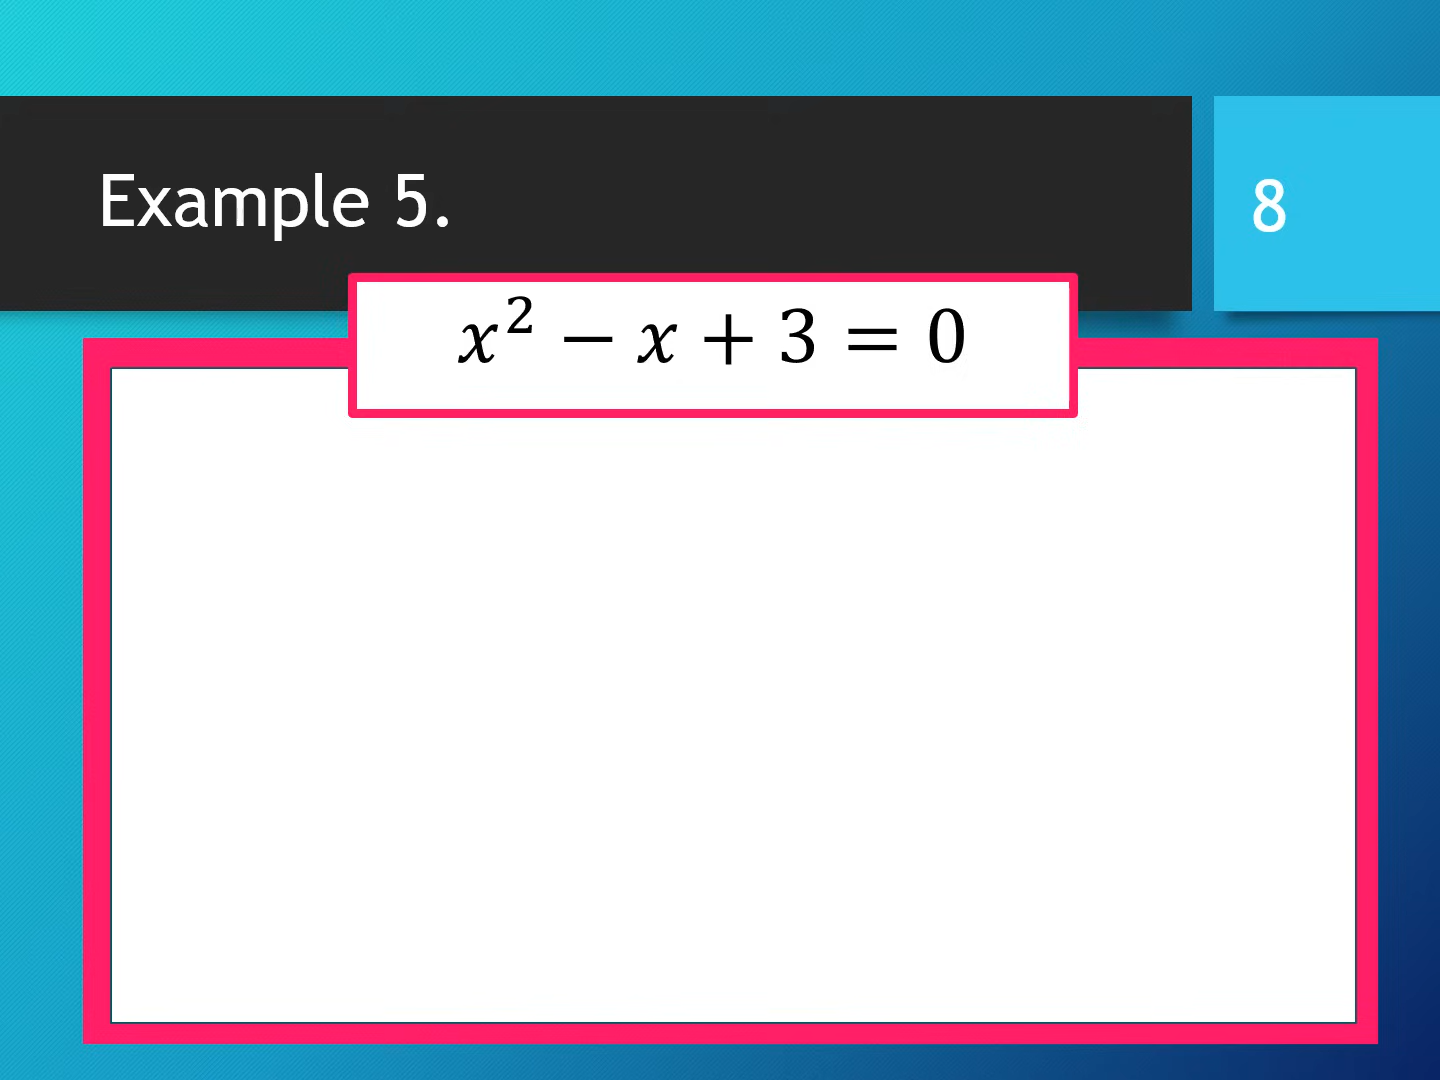 Example 5.
8
x² − x + 3 = 0